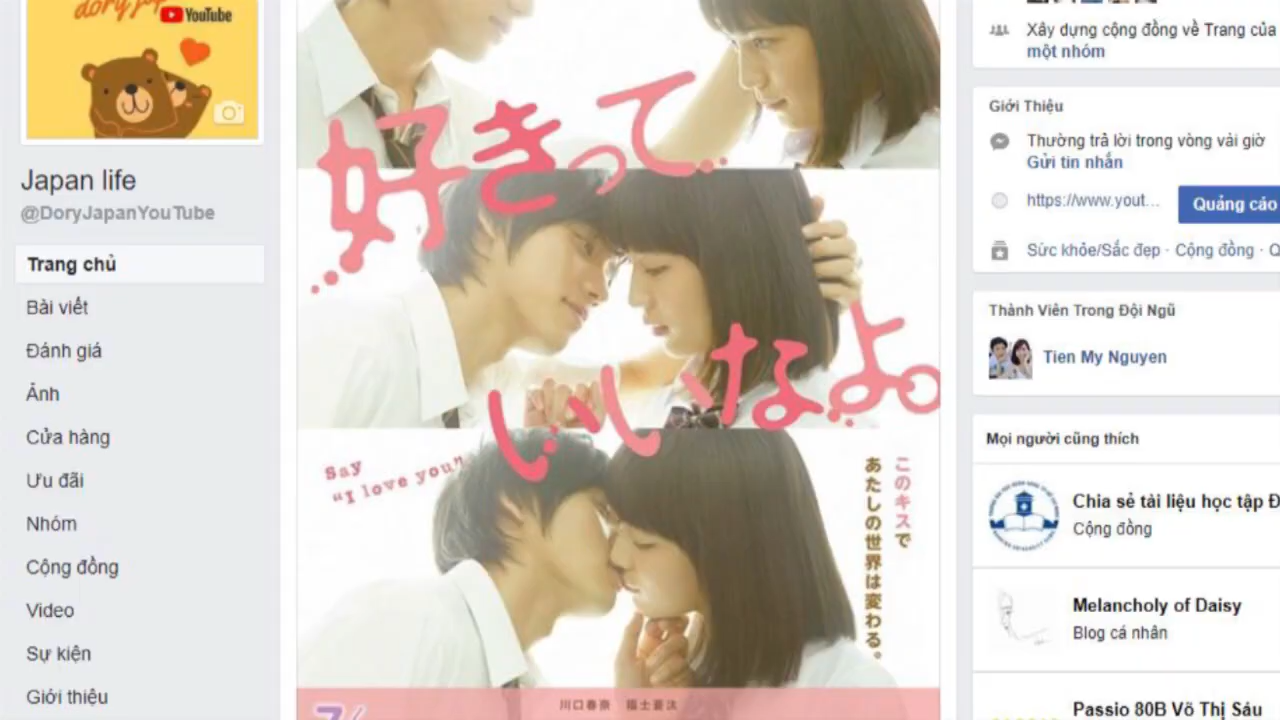 dory jap
YouTube
Japan life
@DoryJapanYouTube
Trang chủ
Bài viết
Đánh giá
Ảnh
Cửa hàng
Ưu đãi
Nhóm
Cộng đồng
Video
Sự kiện
Giới thiệu
好きって
いいなよ。
Say
"I love you"
このキスで
あたしの世界は変わる。
川口春奈 福士蒼汰
7/
Xây dựng cộng đồng về Trang của
một nhóm
Giới Thiệu
Thường trả lời trong vòng vài giờ
Gửi tin nhắn
https://www.yout...
Quảng cáo
Sức khỏe/Sắc đẹp · Cộng đồng · Q
Thành Viên Trong Đội Ngũ
Tien My Nguyen
Mọi người cũng thích
Chia sẻ tài liệu học tập Đ
Cộng đồng
Melancholy of Daisy
Blog cá nhân
Passio 80B Võ Thị Sáu